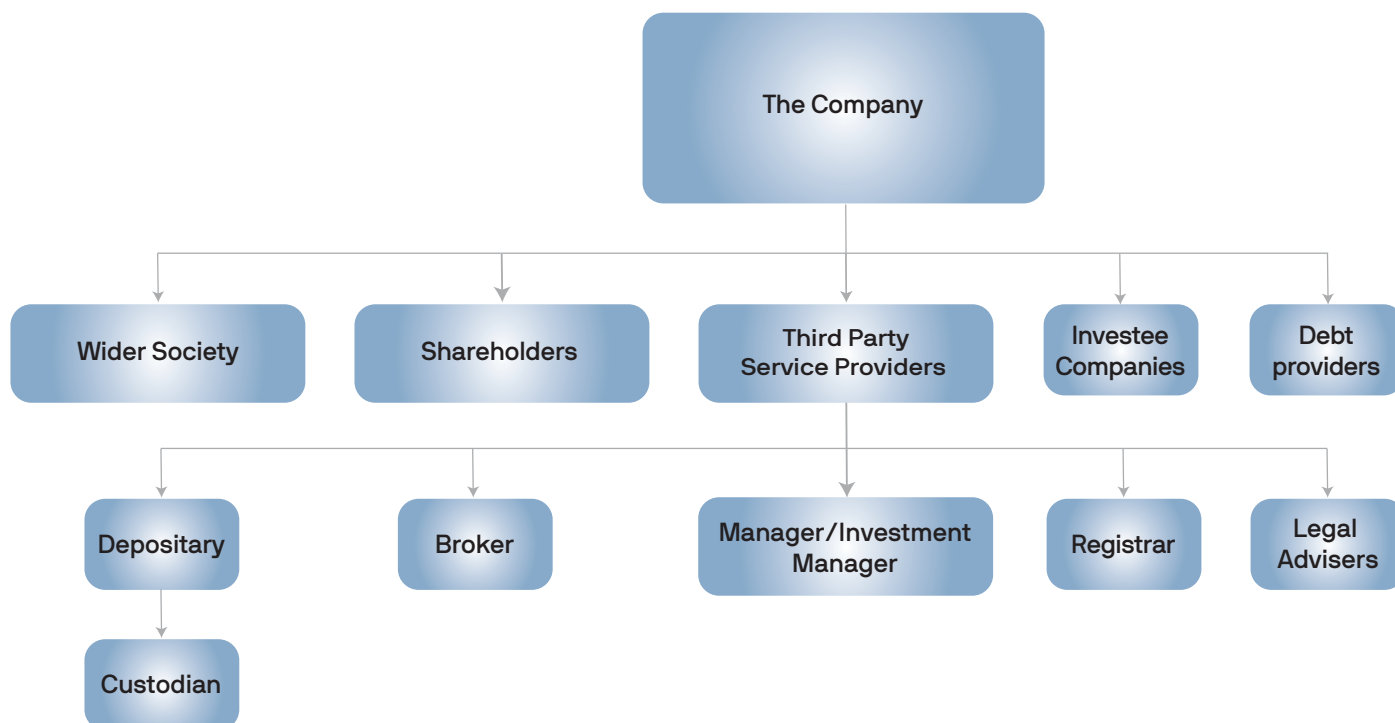 The Company
Wider Society
Shareholders
Third Party
Service Providers
Investee
Companies
Debt
providers
Depositary
Broker
Manager/Investment
Manager
Registrar
Legal
Advisers
Custodian